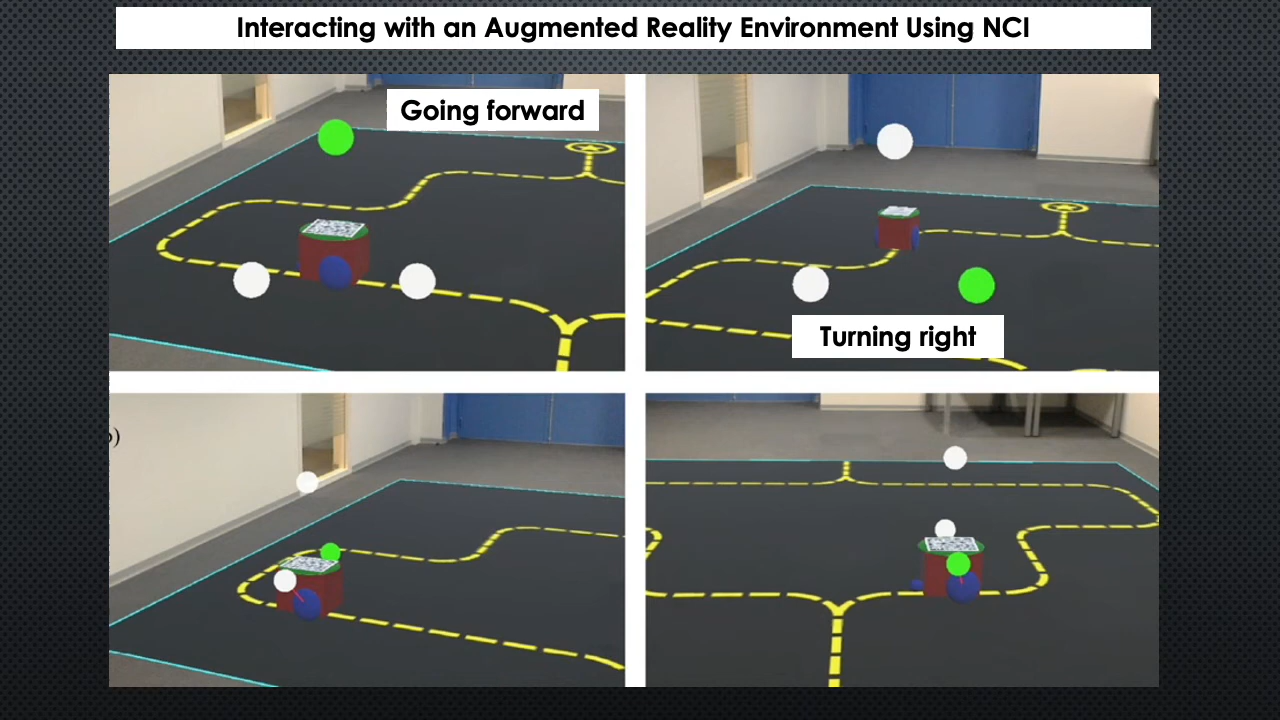 Interacting with an Augmented Reality Environment Using NCI
Going forward
Turning right
)